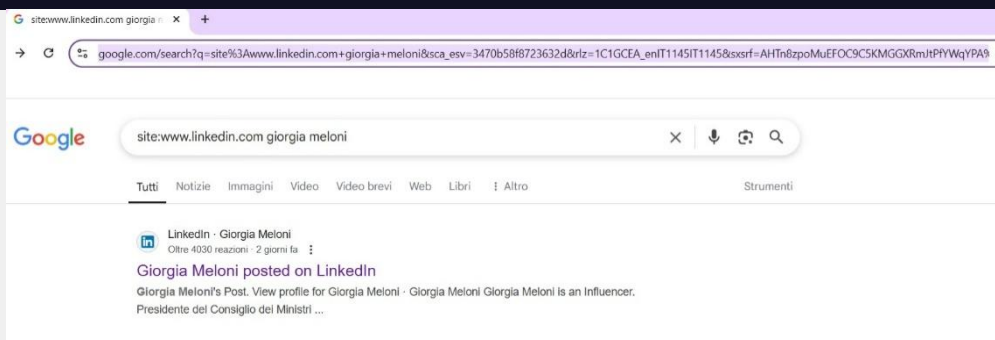 site:www.linkedin.com giorgia n
google.com/search?q=site%3Awww.linkedin.com+giorgia+meloni&sca_esv=3470b58f8723632d&rlz=1C1GCEA_enIT1145IT1145&sxsrf=AHTn8zpoMuEFOC9C5KMGGXRmJtPfYWqYPA9
Google
site:www.linkedin.com giorgia meloni
Tutti Notizie Immagini Video Video brevi Web Libri Altro Strumenti
in LinkedIn · Giorgia Meloni
Oltre 4030 reazioni · 2 giorni fa
Giorgia Meloni posted on LinkedIn
Giorgia Meloni's Post. View profile for Giorgia Meloni · Giorgia Meloni Giorgia Meloni is an Influencer.
Presidente del Consiglio dei Ministri ...